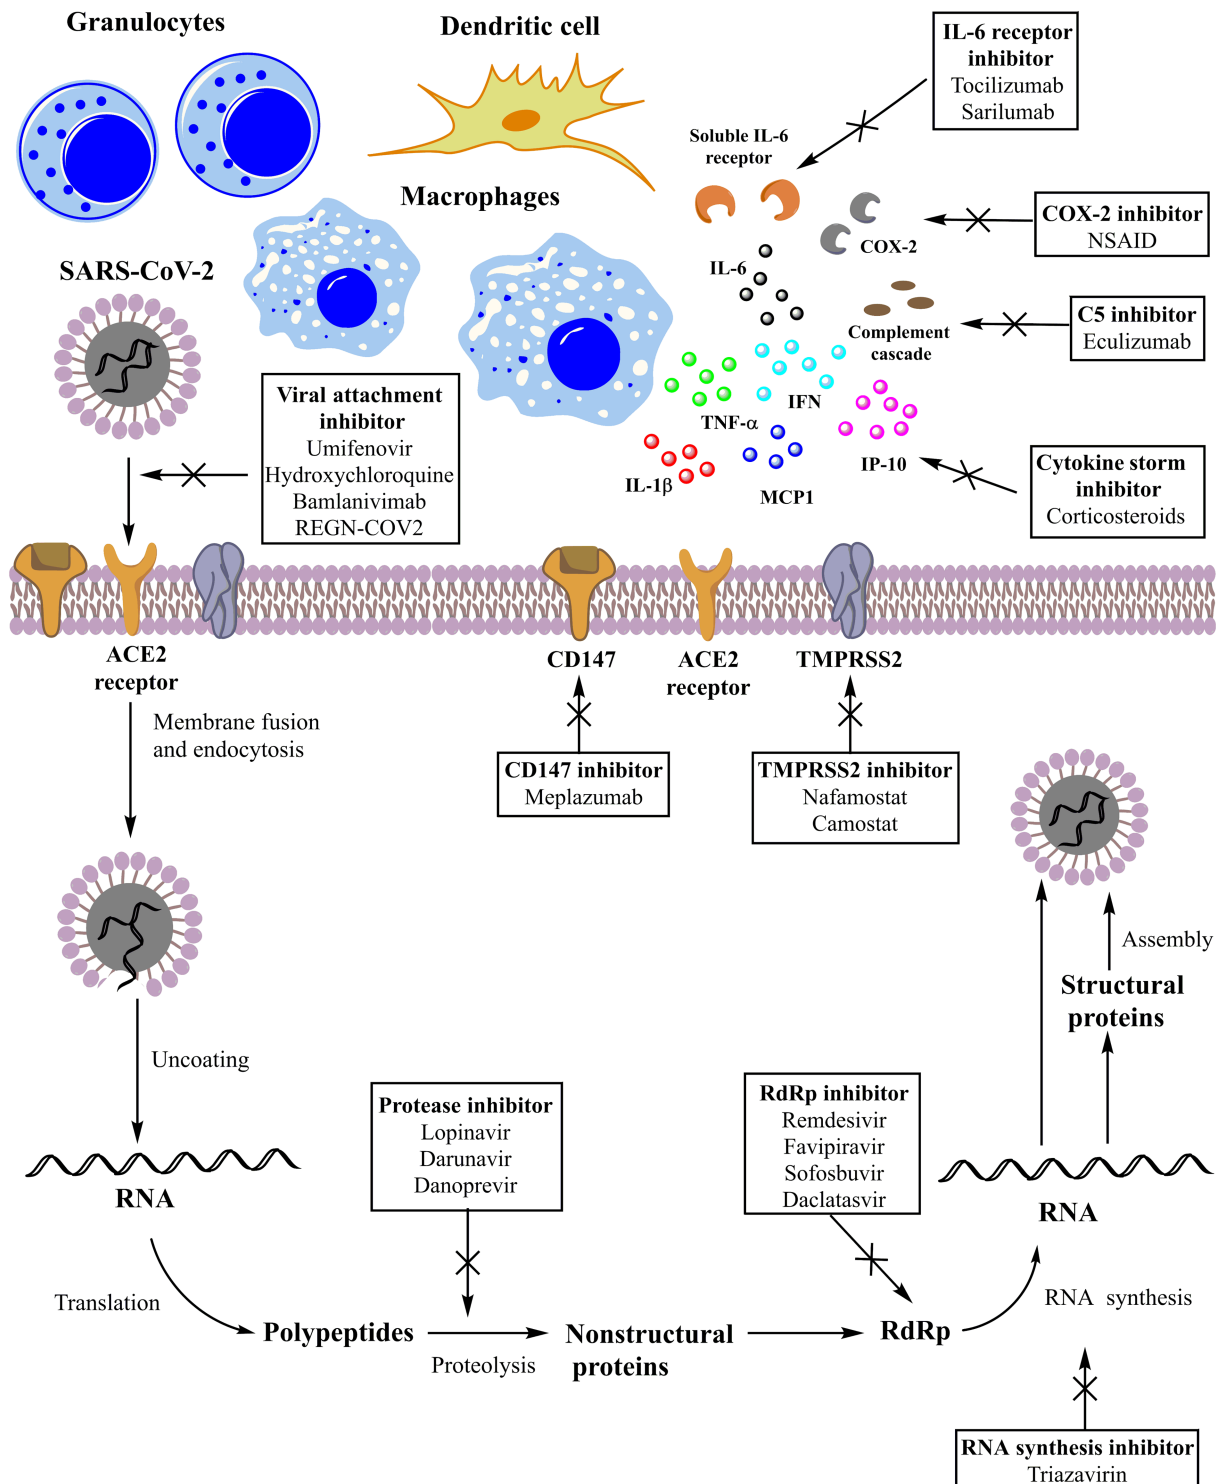 Granulocytes
Dendritic cell
IL-6 receptor
inhibitor
Tocilizumab
Sarilumab
Soluble IL-6
receptor
Macrophages
COX-2 inhibitor
NSAID
COX-2
IL-6
SARS-CoV-2
C5 inhibitor
Eculizumab
Complement
cascade
Viral attachment
inhibitor
Umifenovir
Hydroxychloroquine
Bamlanivimab
REGN-COV2
TNF-α
IFN
IP-10
IL-1β
MCP1
Cytokine storm
inhibitor
Corticosteroids
ACE2
receptor
CD147
ACE2
receptor
TMPRSS2
Membrane fusion
and endocytosis
CD147 inhibitor
Meplazumab
TMPRSS2 inhibitor
Nafamostat
Camostat
Assembly
Structural
proteins
Uncoating
Protease inhibitor
Lopinavir
Darunavir
Danoprevir
RdRp inhibitor
Remdesivir
Favipiravir
Sofosbuvir
Daclatasvir
RNA
RNA
Translation
RNA synthesis
Polypeptides
Proteolysis
Nonstructural
proteins
RdRp
RNA synthesis inhibitor
Triazavirin